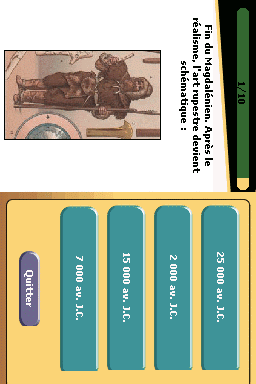 1/10
Fin du Magdalénien. Après le
réalisme, l'art rupestre devient
schématique :
25 000 av. J.C.
2 000 av. J.C.
15 000 av. J.C.
7 000 av. J.C.
Quitter